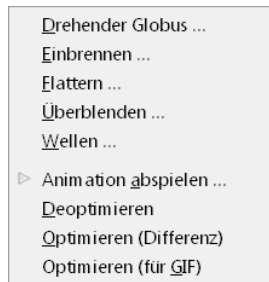 Drehender Globus ...
Einbrennen ...
Flattern ...
Überblenden ...
Wellen ...
Animation abspielen ...
Deoptimieren
Optimieren (Differenz)
Optimieren (für GIF)